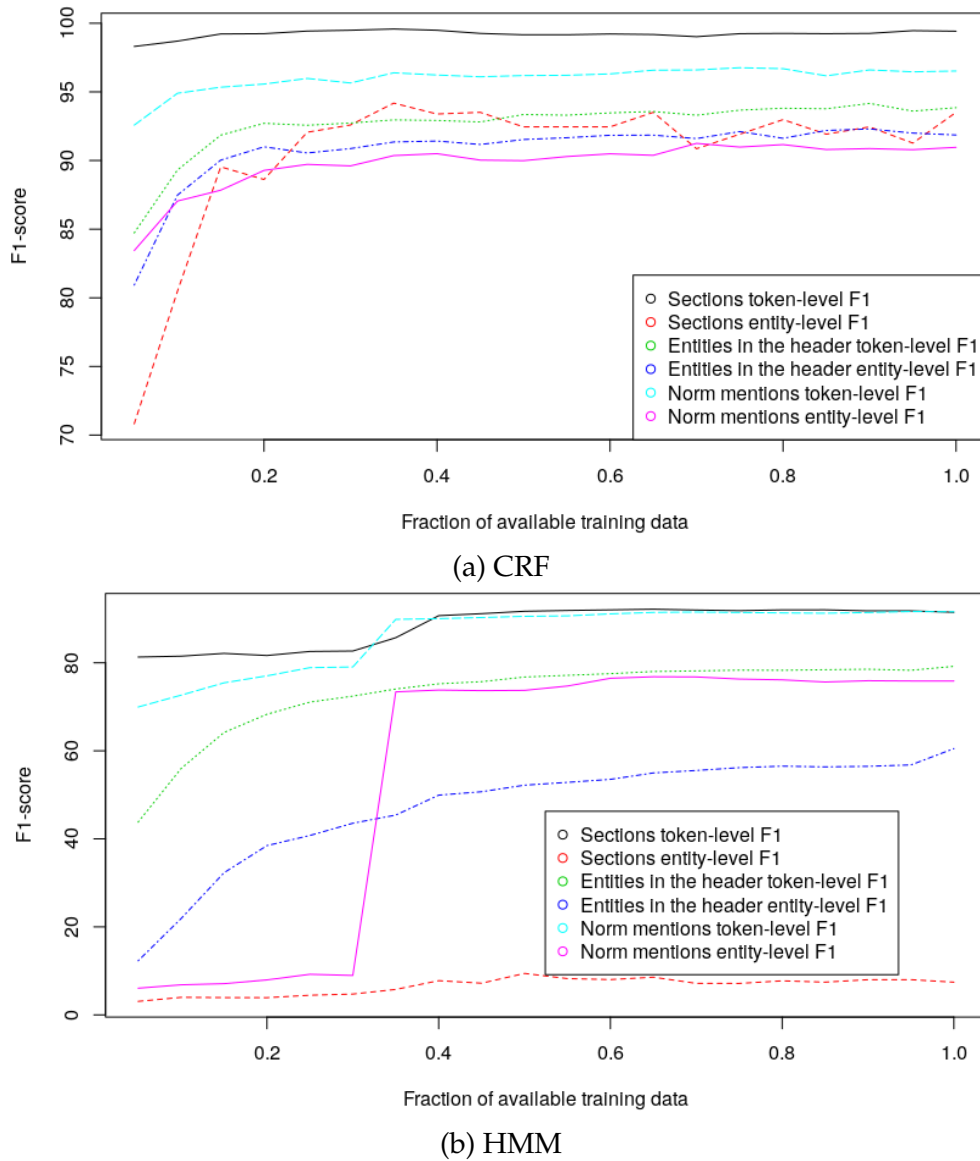 100
95
90
85
80
75
70
F1-score
Sections token-level F1
Sections entity-level F1
Entities in the header token-level F1
Entities in the header entity-level F1
Norm mentions token-level F1
Norm mentions entity-level F1
0.2 0.4 0.6 0.8 1.0
Fraction of available training data
(a) CRF
80
60
40
20
0
F1-score
Sections token-level F1
Sections entity-level F1
Entities in the header token-level F1
Entities in the header entity-level F1
Norm mentions token-level F1
Norm mentions entity-level F1
0.2 0.4 0.6 0.8 1.0
Fraction of available training data
(b) HMM